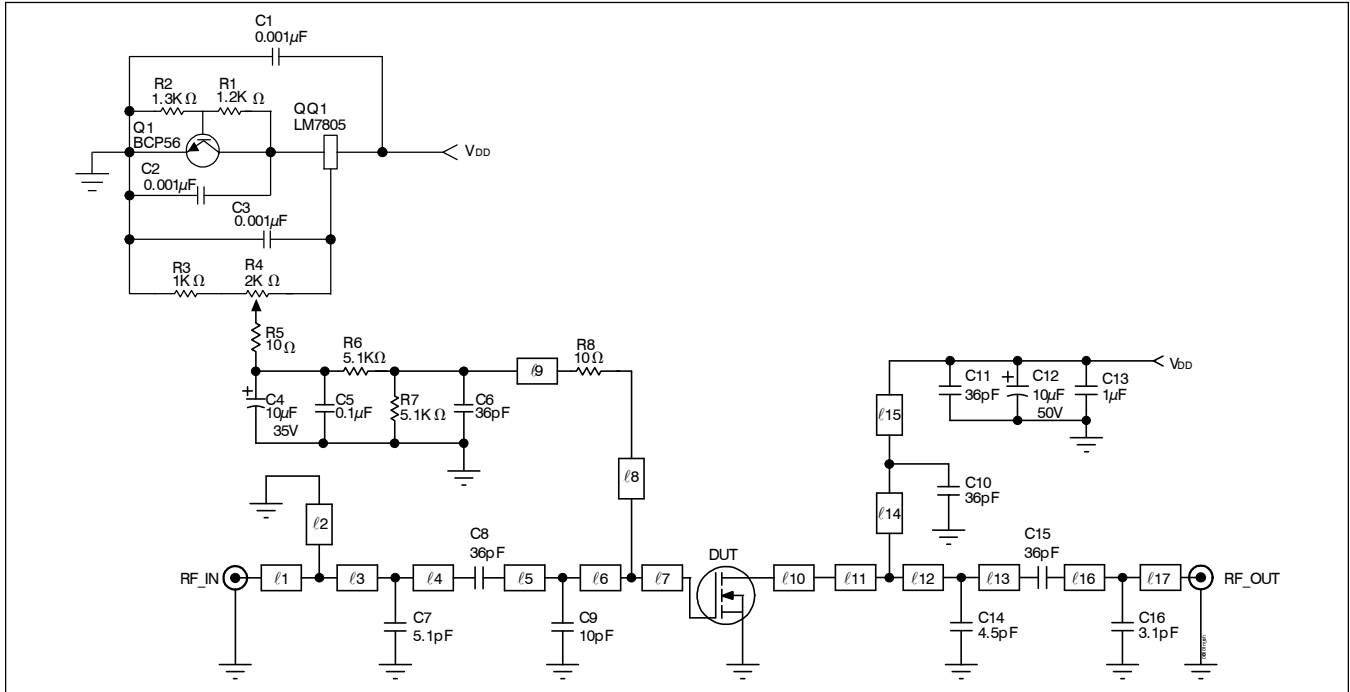 C1
0.001µF
R2
1.3K Ω
R1
1.2K Ω
QQ1
LM7805
Q1
BCP56
VDD
C2
0.001µF
C3
0.001µF
R3
1K Ω
R4
2K Ω
R5
10 Ω
R6
5.1KΩ
ℓ9
R8
10 Ω
C4
10µF
35V
C5
0.1µF
R7
5.1K Ω
C6
36pF
VDD
C11
36pF
C12
10µF
50V
C13
1µF
ℓ15
ℓ8
ℓ2
ℓ14
C10
36pF
RF_IN
ℓ1
ℓ3
ℓ4
C8
36pF
ℓ5
ℓ6
ℓ7
DUT
ℓ10
ℓ11
ℓ12
ℓ13
C15
36pF
ℓ16
ℓ17
RF_OUT
C7
5.1pF
C9
10pF
C14
4.5pF
C16
3.1pF